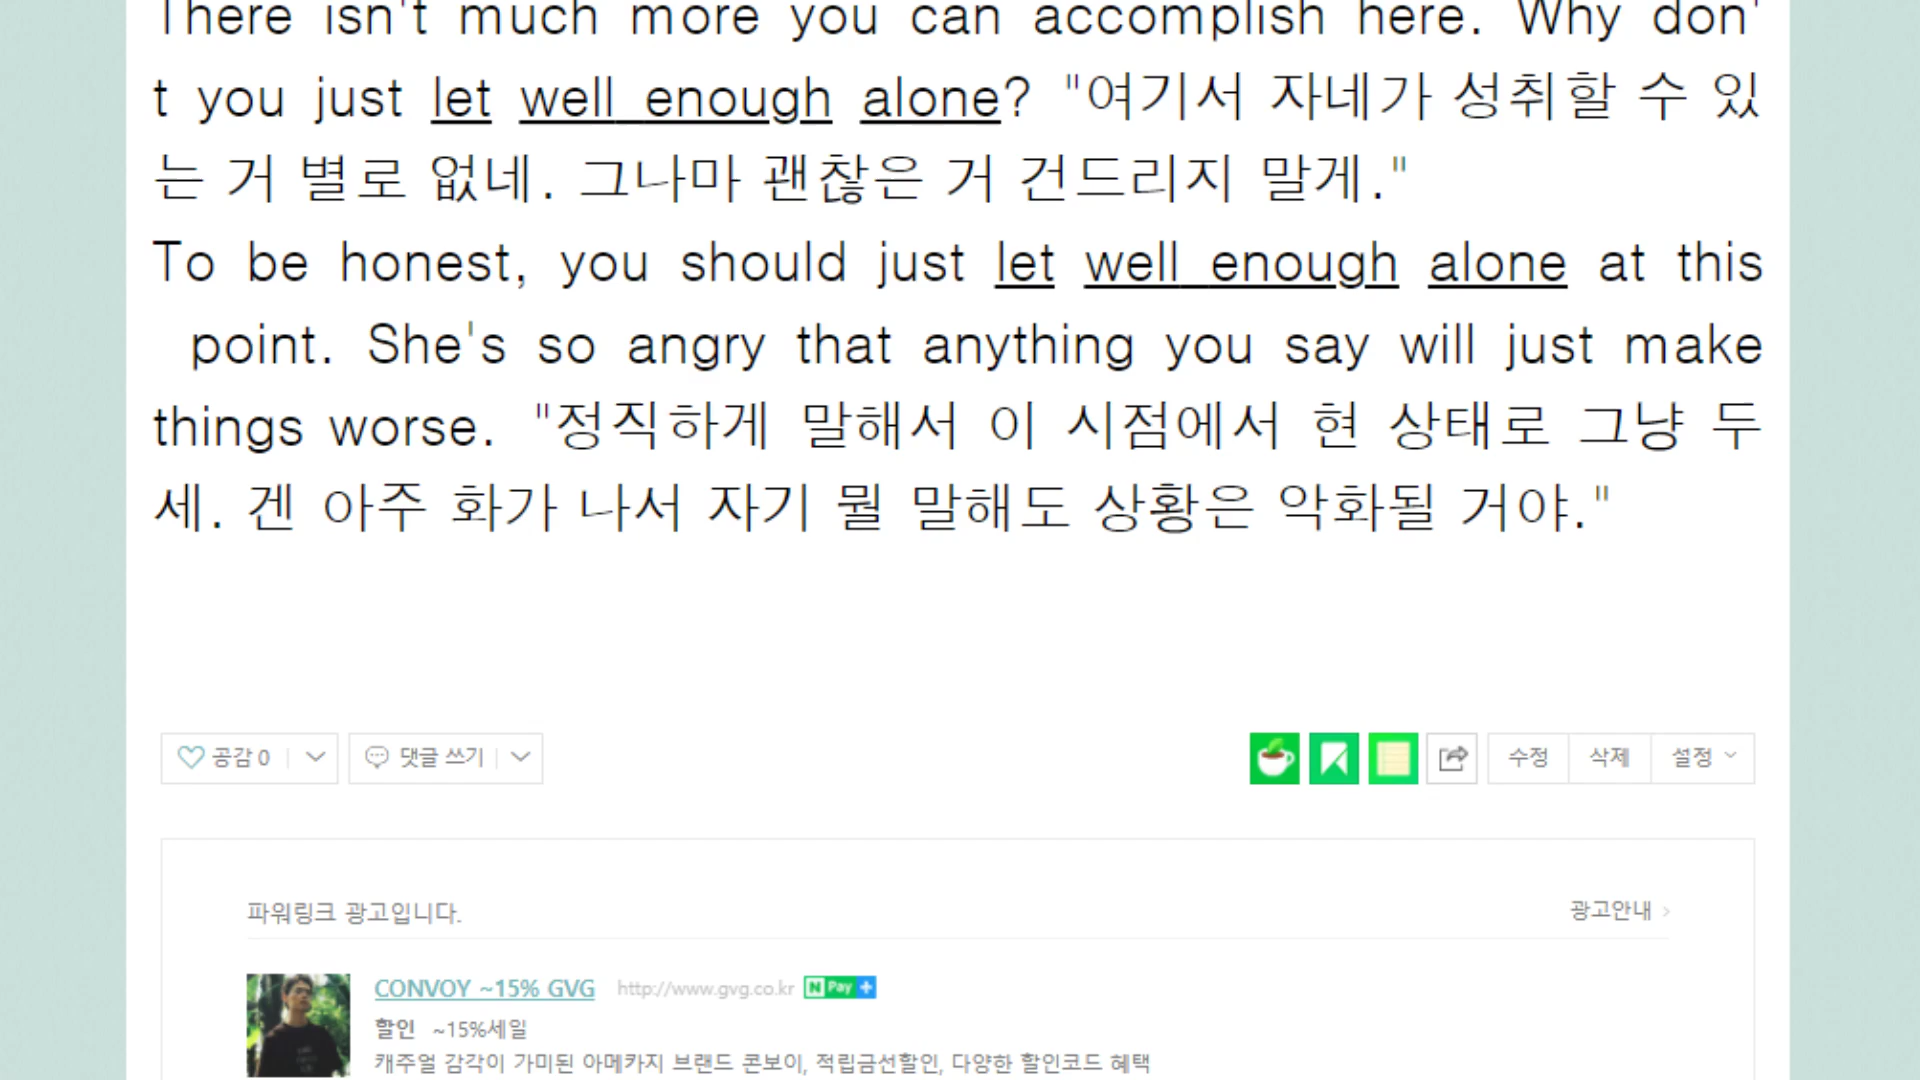 There isn't much more you can accomplish here. Why don'
t you just let well enough alone? "여기서 자네가 성취할 수 있
는 거 별로 없네. 그나마 괜찮은 거 건드리지 말게."
To be honest, you should just let well enough alone at this
point. She's so angry that anything you say will just make
things worse. "정직하게 말해서 이 시점에서 현 상태로 그냥 두
세. 겐 아주 화가 나서 자기 뭘 말해도 상황은 악화될 거야."
공감 0 댓글 쓰기 수정 삭제 설정
파워링크 광고입니다. 광고안내
CONVOY ~15% GVG http://www.gvg.co.kr N Pay +
할인 ~15%세일
캐주얼 감각이 가미된 아메카지 브랜드 콘보이, 적립금선할인, 다양한 할인코드 혜택